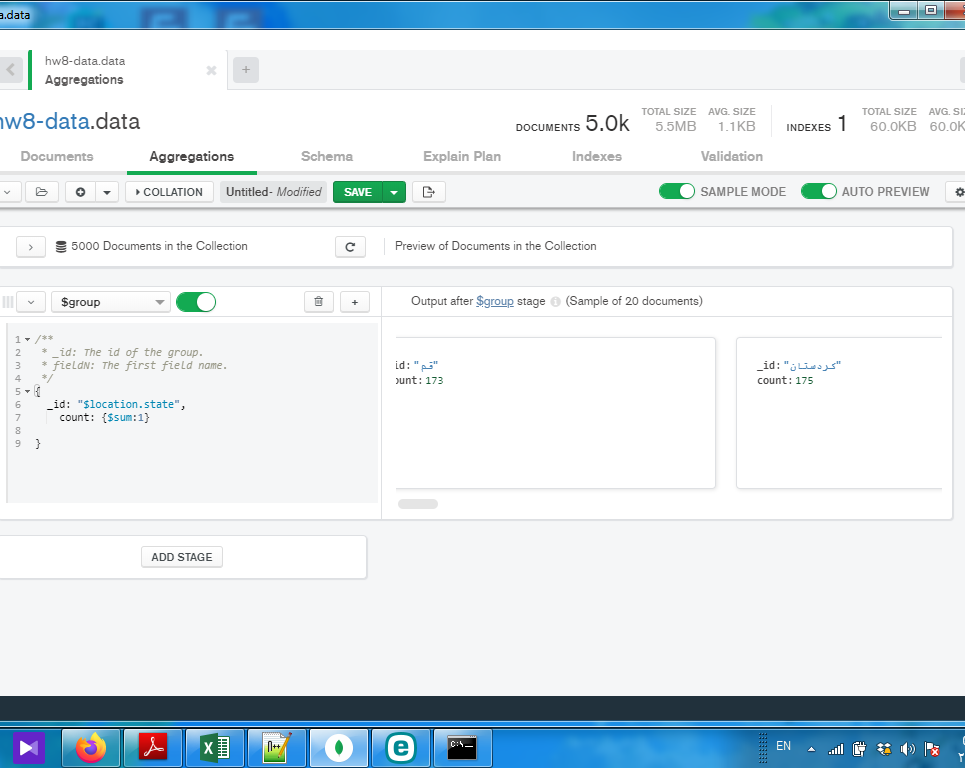 a.data
hw8-data.data
Aggregations
hw8-data.data
DOCUMENTS 5.0k
TOTAL SIZE
5.5MB
AVG. SIZE
1.1KB
INDEXES 1
TOTAL SIZE
60.0KB
AVG. SIZ
60.0K
Documents
Aggregations
Schema
Explain Plan
Indexes
Validation
COLLATION
Untitled- Modified
SAVE
SAMPLE MODE
AUTO PREVIEW
5000 Documents in the Collection
Preview of Documents in the Collection
$group
Output after $group stage (Sample of 20 documents)
1 /**
2 * _id: The id of the group.
3 * fieldN: The first field name.
4 */
5 {
6 _id: "$location.state",
7 count: {$sum:1}
8
9 }
id: "قم"
ount: 173
_id: "کردستان"
count: 175
ADD STAGE
C:\_
EN